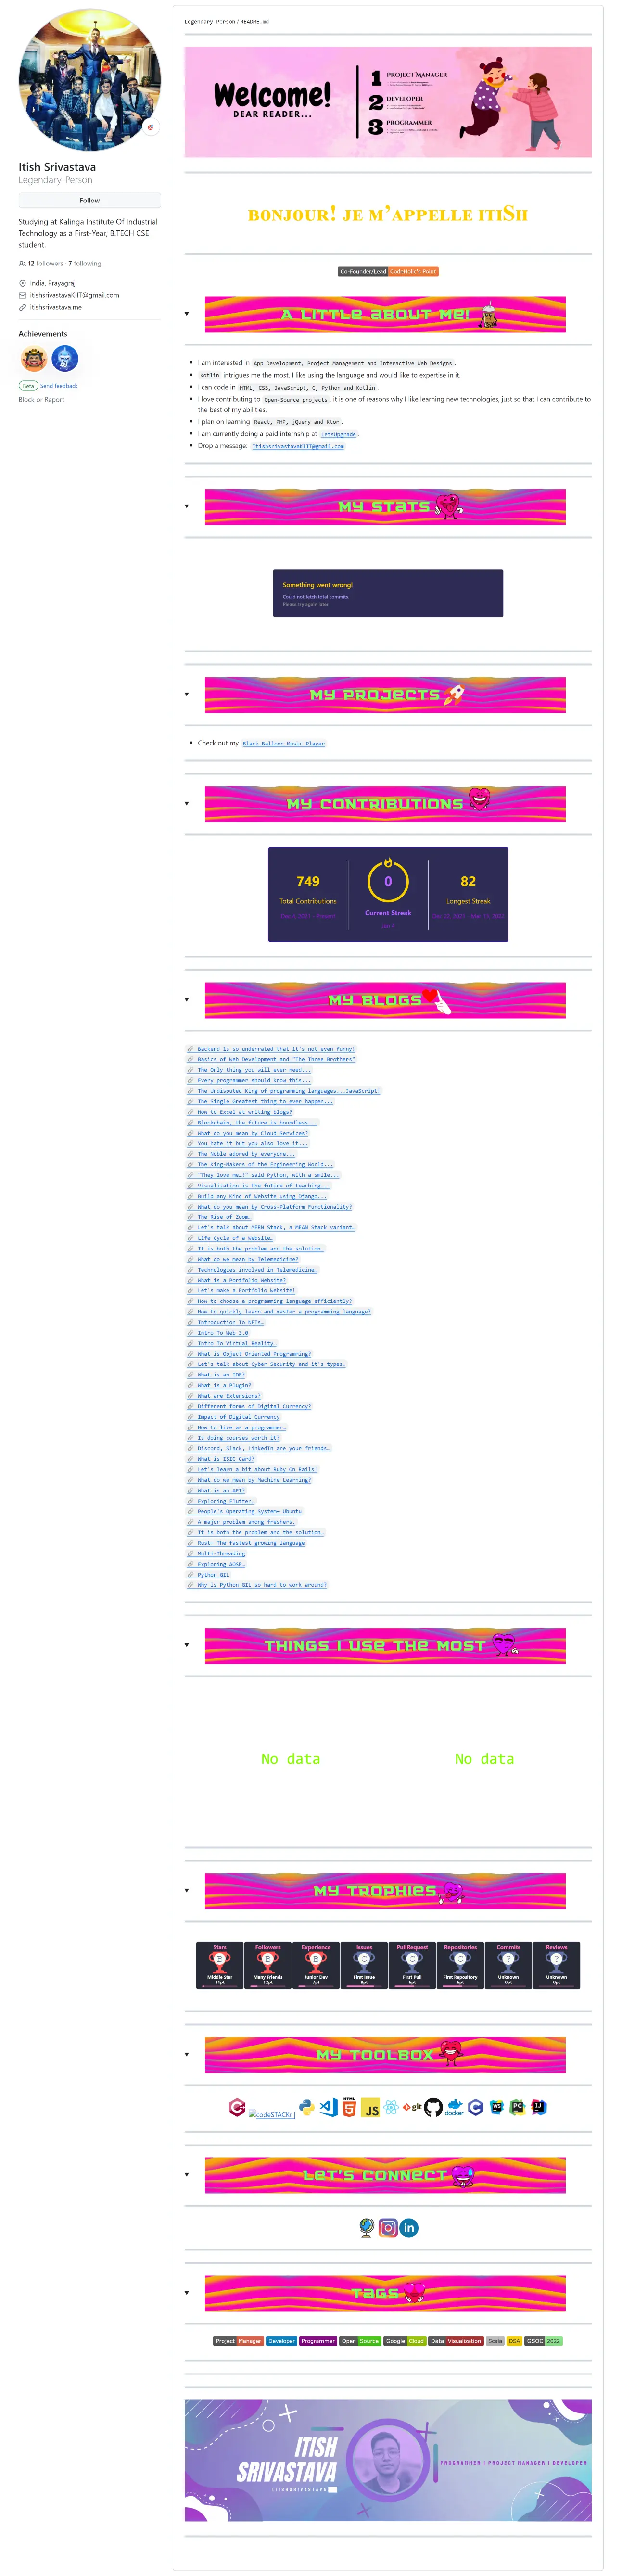 Legendary-Person / README.md
Welcome!
DEAR READER...
1 PROJECT MANAGER
2 DEVELOPER
3 PROGRAMMER
Itish Srivastava
Legendary-Person
Follow
Studying at Kalinga Institute Of Industrial
Technology as a First-Year, B.TECH CSE
student.
12 followers · 7 following
India, Prayagraj
itishsrivastavaKIIT@gmail.com
itishsrivastava.me
Achievements
Beta Send feedback
Block or Report
BONJOUR! JE M'APPELLE ITISH
Co-Founder/Lead CodeHolic's Point
A LITTLE ABOUT ME!
I am interested in App Development, Project Management and Interactive Web Designs.
Kotlin intrigues me the most, I like using the language and would like to expertise in it.
I can code in HTML, CSS, JavaScript, C, Python and Kotlin.
I love contributing to Open-Source projects, it is one of reasons why I like learning new technologies, just so that I can contribute to
the best of my abilities.
I plan on learning React, PHP, jQuery and Ktor.
I am currently doing a paid internship at LetsUpgrade.
Drop a message:- ItishsrivastavaKIIT@gmail.com
MY STATS
Something went wrong!
Could not fetch total commits.
Please try again later
MY PROJECTS
Check out my Black Balloon Music Player
MY CONTRIBUTIONS
749 0 82
Total Contributions Current Streak Longest Streak
MY BLOGS
Backend is so underrated that it's not even funny!
Basics of Web Development and "The Three Brothers"
The Only thing you will ever need...
Every programmer should know this...
The Undisputed King of programming languages...JavaScript!
The Single Greatest thing to ever happen...
How to Excel at writing blogs?
Blockchain, the future is boundless...
What do you mean by Cloud Services?
You hate it but you also love it...
The Noble adored by everyone...
The King-Makers of the Engineering World...
"They love me…!" said Python, with a smile...
Visualization is the future of teaching...
Build any Kind of Website using Django...
What do you mean by Cross-Platform functionality?
The Rise of Zoom…
Let's talk about MERN Stack, a MEAN Stack variant…
Life Cycle of a Website…
It is both the problem and the solution…
What do we mean by Telemedicine?
Technologies involved in Telemedicine…
What is a Portfolio Website?
Let's make a Portfolio Website!
How to choose a programming language efficiently?
How to quickly learn and master a programming language?
Introduction To NFTs…
Intro To Web 3.0
Intro To Virtual Reality…
What is Object Oriented Programming?
Let's talk about Cyber Security and it's types.
What is an IDE?
What is a Plugin?
What are Extensions?
Different forms of Digital Currency?
Impact of Digital Currency
How to live as a programmer…
Is doing courses worth it?
Discord, Slack, LinkedIn are your friends…
What is ISIC Card?
Let's learn a bit about Ruby On Rails!
What do we mean by Machine Learning?
What is an API?
Exploring Flutter…
People's Operating System— Ubuntu
A major problem among freshers.
It is both the problem and the solution…
Rust— The fastest growing language
Multi-Threading
Exploring AOSP…
Python GIL
Why is Python GIL so hard to work around?
THINGS I USE THE MOST
No data No data
MY TROPHIES
Stars Followers Experience Issues PullRequest Repositories Commits Reviews
B B B C C C ? ?
Middle Star Many Friends Junior Dev First Issue First Pull First Repository Unknown Unknown
11pt 12pt 7pt 8pt 6pt 6pt 0pt 0pt
MY TOOLBOX
codeSTACKr | HTML JS git docker C WS PC IJ
LET'S CONNECT
in
TAGS
Project Manager Developer Programmer Open Source Google Cloud Data Visualization Scala DSA GSOC 2022
ITISH
SRIVASTAVA
ITISHDRIVASTAVA
PROGRAMMER | PROJECT MANAGER | DEVELOPER